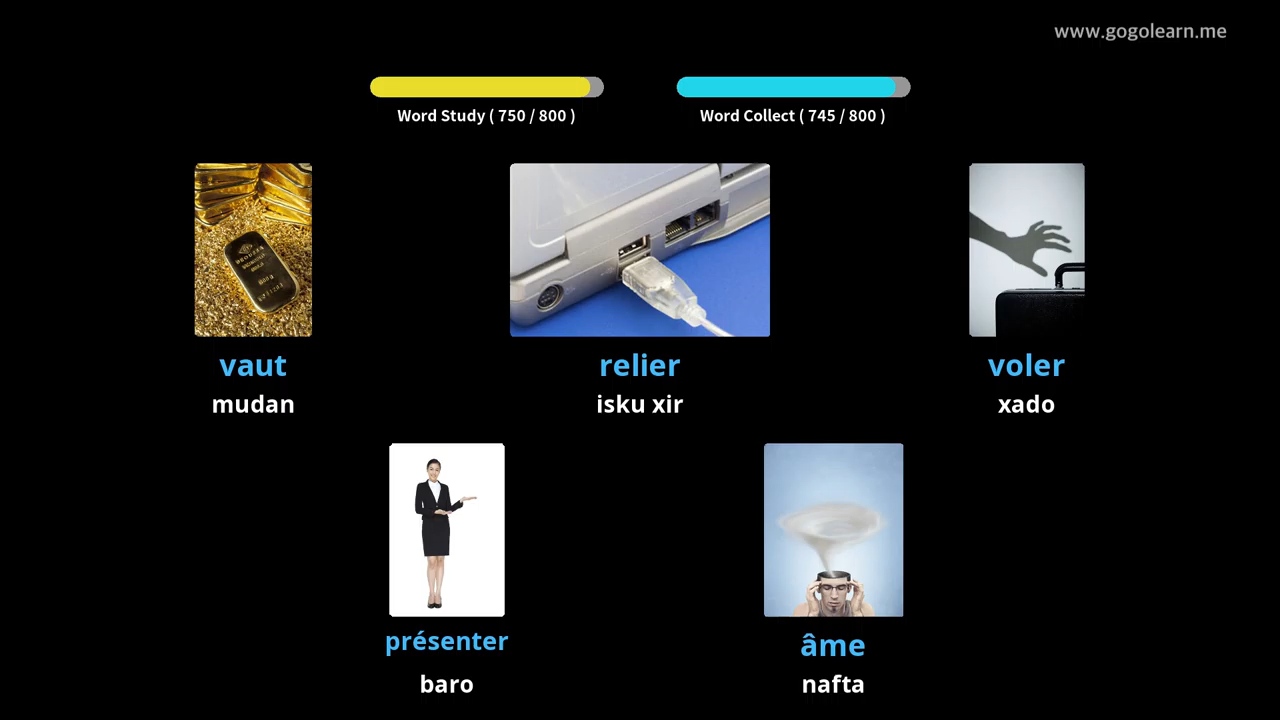 www.gogolearn.me
Word Study ( 750 / 800 )
Word Collect ( 745 / 800 )
vaut
relier
voler
mudan
isku xir
xado
présenter
âme
baro
nafta